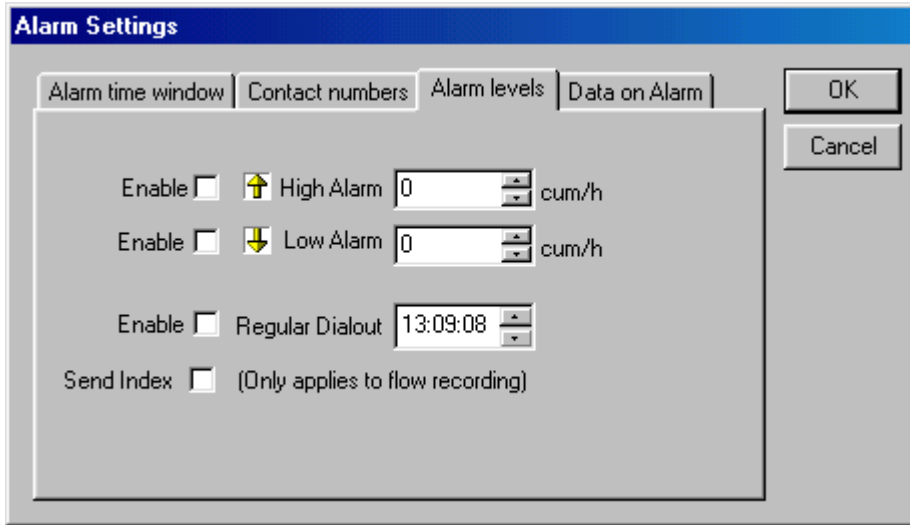 Alarm Settings
Alarm time window Contact numbers Alarm levels Data on Alarm OK
Cancel
Enable High Alarm 0 cum/h
Enable Low Alarm 0 cum/h
Enable Regular Dialout 13:09:08
Send Index (Only applies to flow recording)